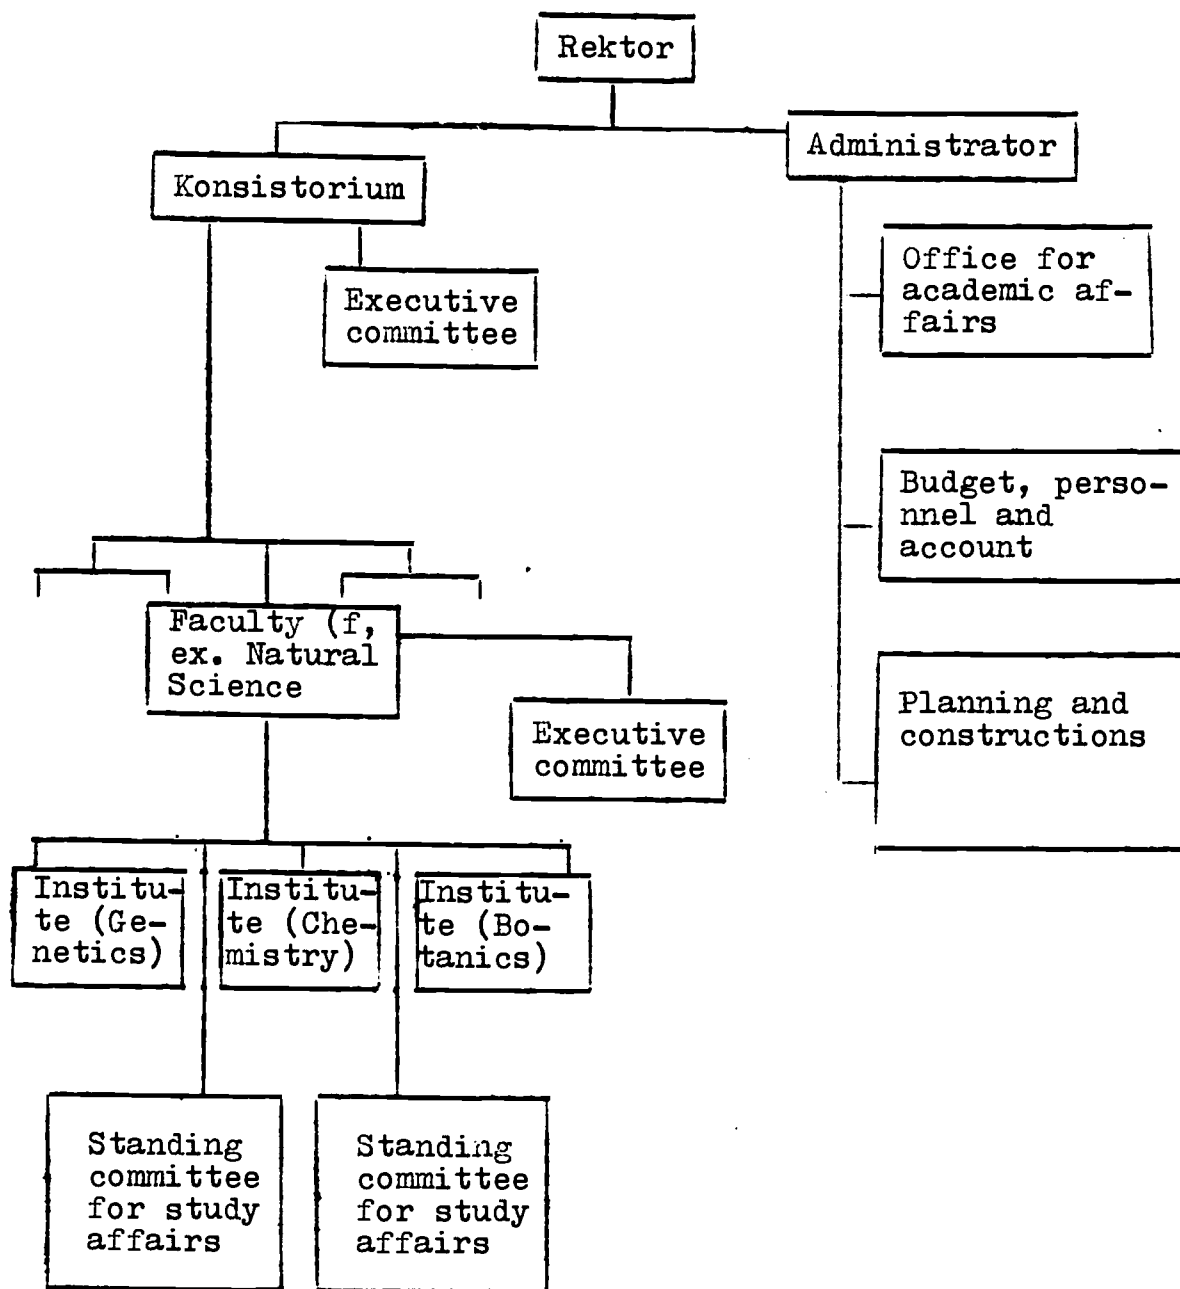 Rektor
Administrator
Konsistorium
Office for
academic af-
fairs
Executive
committee
Budget, perso-
nnel and
account
Faculty (f,
ex. Natural
Science
Executive
committee
Planning and
constructions
Institu-
te (Ge-
netics)
Institu-
te (Che-
mistry)
Institu-
te (Bo-
tanics)
Standing
committee
for study
affairs
Standing
committee
for study
affairs